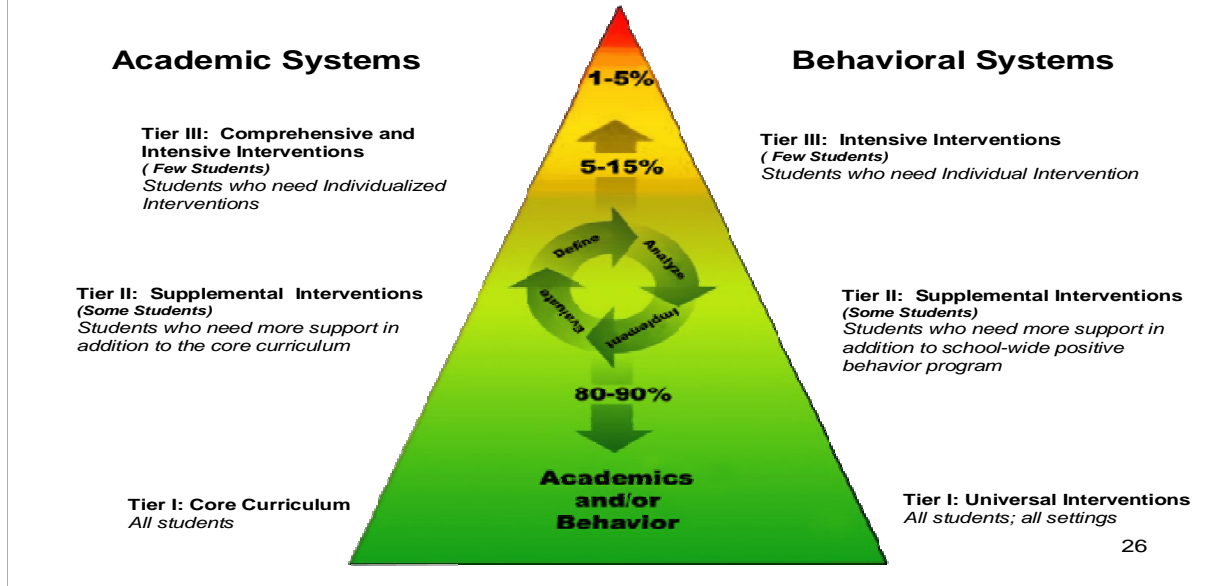 Academic Systems
Tier III:  Comprehensive and
Intensive Interventions
( Few Students)
Students who need Individualized
Interventions
Tier II:  Supplemental  Interventions
(Some Students)
Students who need more support in
addition to the core curriculum
Tier I: Core Curriculum
All students
1-5%
5-15%
Define
Analyze
Implement
Evaluate
80-90%
Academics
and/or
Behavior
Behavioral Systems
Tier III:  Intensive Interventions
( Few Students)
Students who need Individual Intervention
Tier II:  Supplemental Interventions
(Some Students)
Students who need more support in
addition to school-wide positive
behavior program
Tier I: Universal Interventions
All students; all settings
26